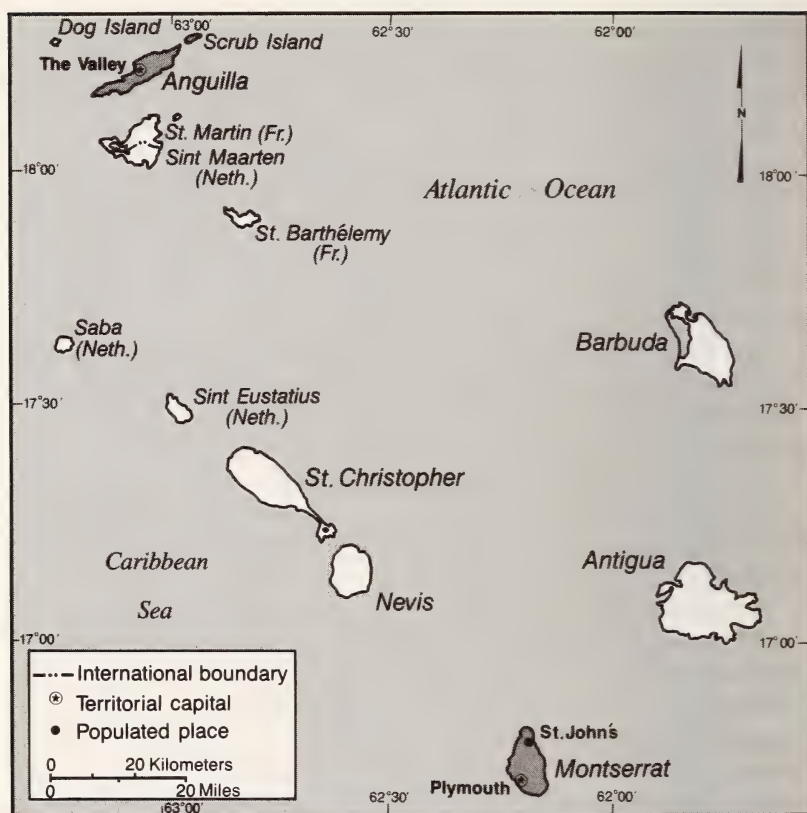 Dog Island
63°00'
62°30'
62°00'
Scrub Island
The Valley
Anguilla
N
St. Martin (Fr.)
Sint Maarten
(Neth.)
18°00'
18°00'
Atlantic Ocean
St. Barthélemy
(Fr.)
Saba
(Neth.)
Barbuda
Sint Eustatius
(Neth.)
17°30'
17°30'
St. Christopher
Caribbean
Sea
Nevis
Antigua
17°00'
17°00'
International boundary
Territorial capital
Populated place
0 20 Kilometers
0 20 Miles
St. John's
Montserrat
Plymouth
63°00'
62°30'
62°00'